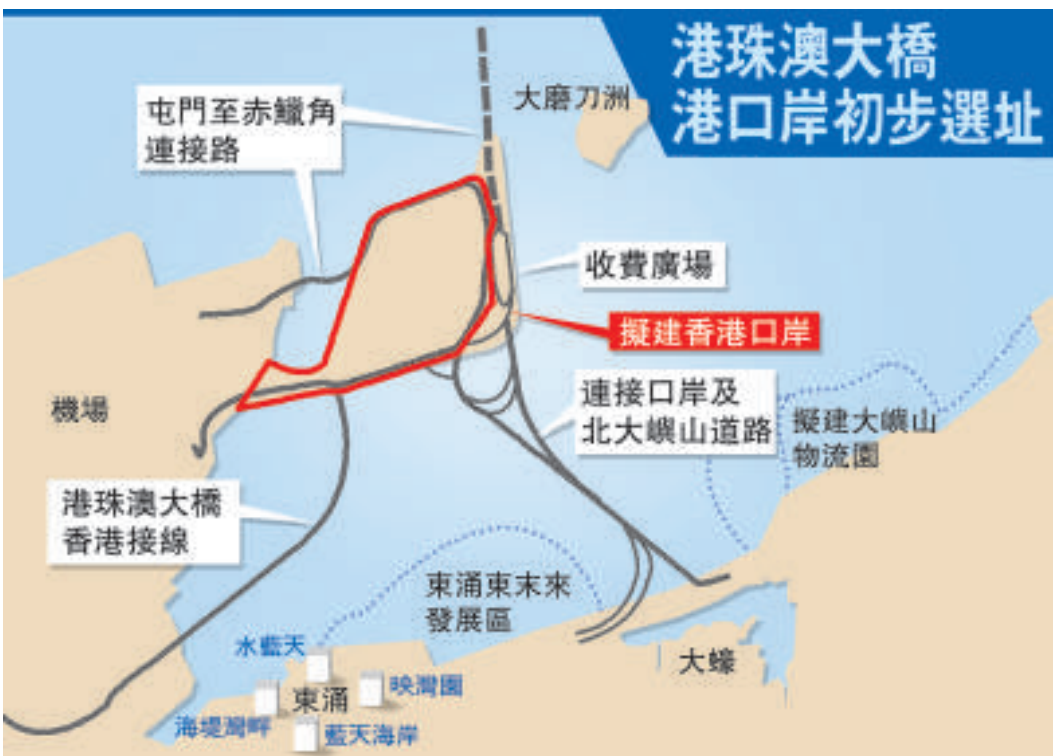 港珠澳大橋
港口岸初步選址
大磨刀洲
屯門至赤鱲角
連接路
收費廣場
擬建香港口岸
連接口岸及
北大嶼山道路
擬建大嶼山
物流園
機場
港珠澳大橋
香港接線
東涌東末來
發展區
水藍天
東涌
映灣園
大蠔
海堤灣畔
藍天海岸